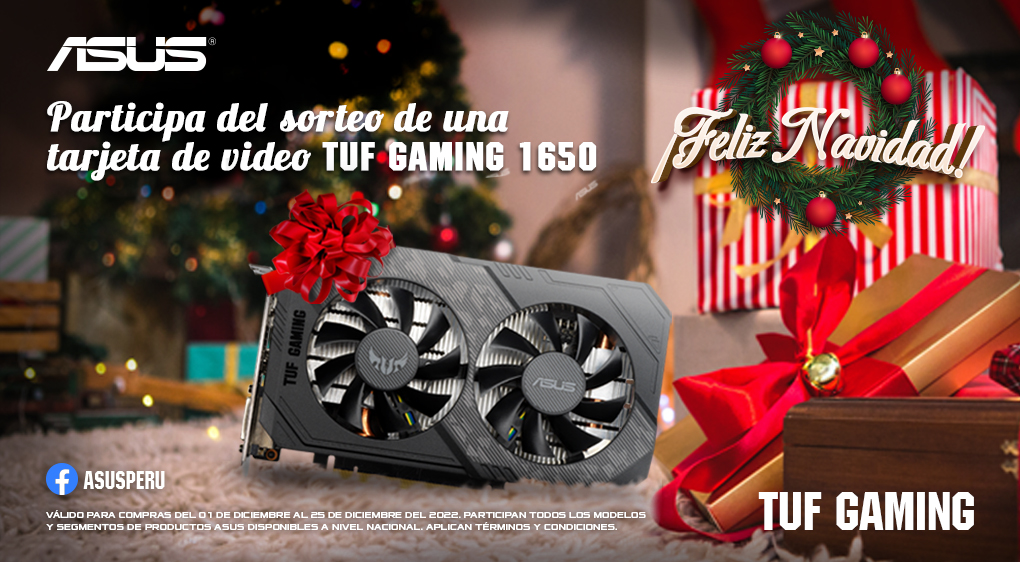 ASUS®
Participa del sorteo de una
tarjeta de video TUF GAMING 1650
¡Feliz Navidad!
ASUS
TUF GAMING
TUF
ASUS
ASUSPERU
VÁLIDO PARA COMPRAS DEL 01 DE DICIEMBRE AL 25 DE DICIEMBRE DEL 2022. PARTICIPAN TODOS LOS MODELOS
Y SEGMENTOS DE PRODUCTOS ASUS DISPONIBLES A NIVEL NACIONAL. APLICAN TÉRMINOS Y CONDICIONES.
TUF GAMING